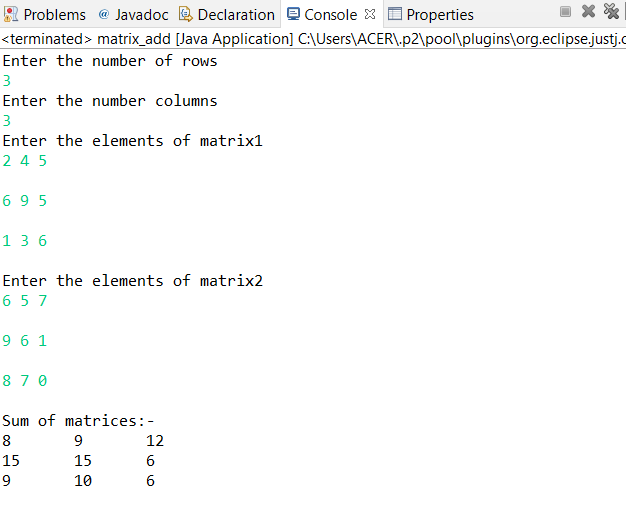 Problems @ Javadoc Declaration Console Properties
<terminated> matrix_add [Java Application] C:\Users\ACER\.p2\pool\plugins\org.eclipse.justj.o
Enter the number of rows
3
Enter the number columns
3
Enter the elements of matrix1
2 4 5
6 9 5
1 3 6
Enter the elements of matrix2
6 5 7
9 6 1
8 7 0
Sum of matrices:-
8 9 12
15 15 6
9 10 6